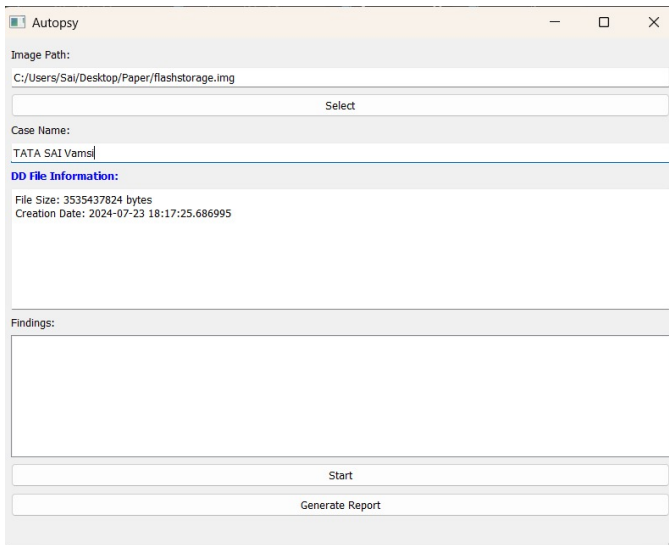 Autopsy
Image Path:
C:/Users/Sai/Desktop/Paper/flashstorage.img
Select
Case Name:
TATA SAI Vamsi
DD File Information:
File Size: 3535437824 bytes
Creation Date: 2024-07-23 18:17:25.686995
Findings:
Start
Generate Report